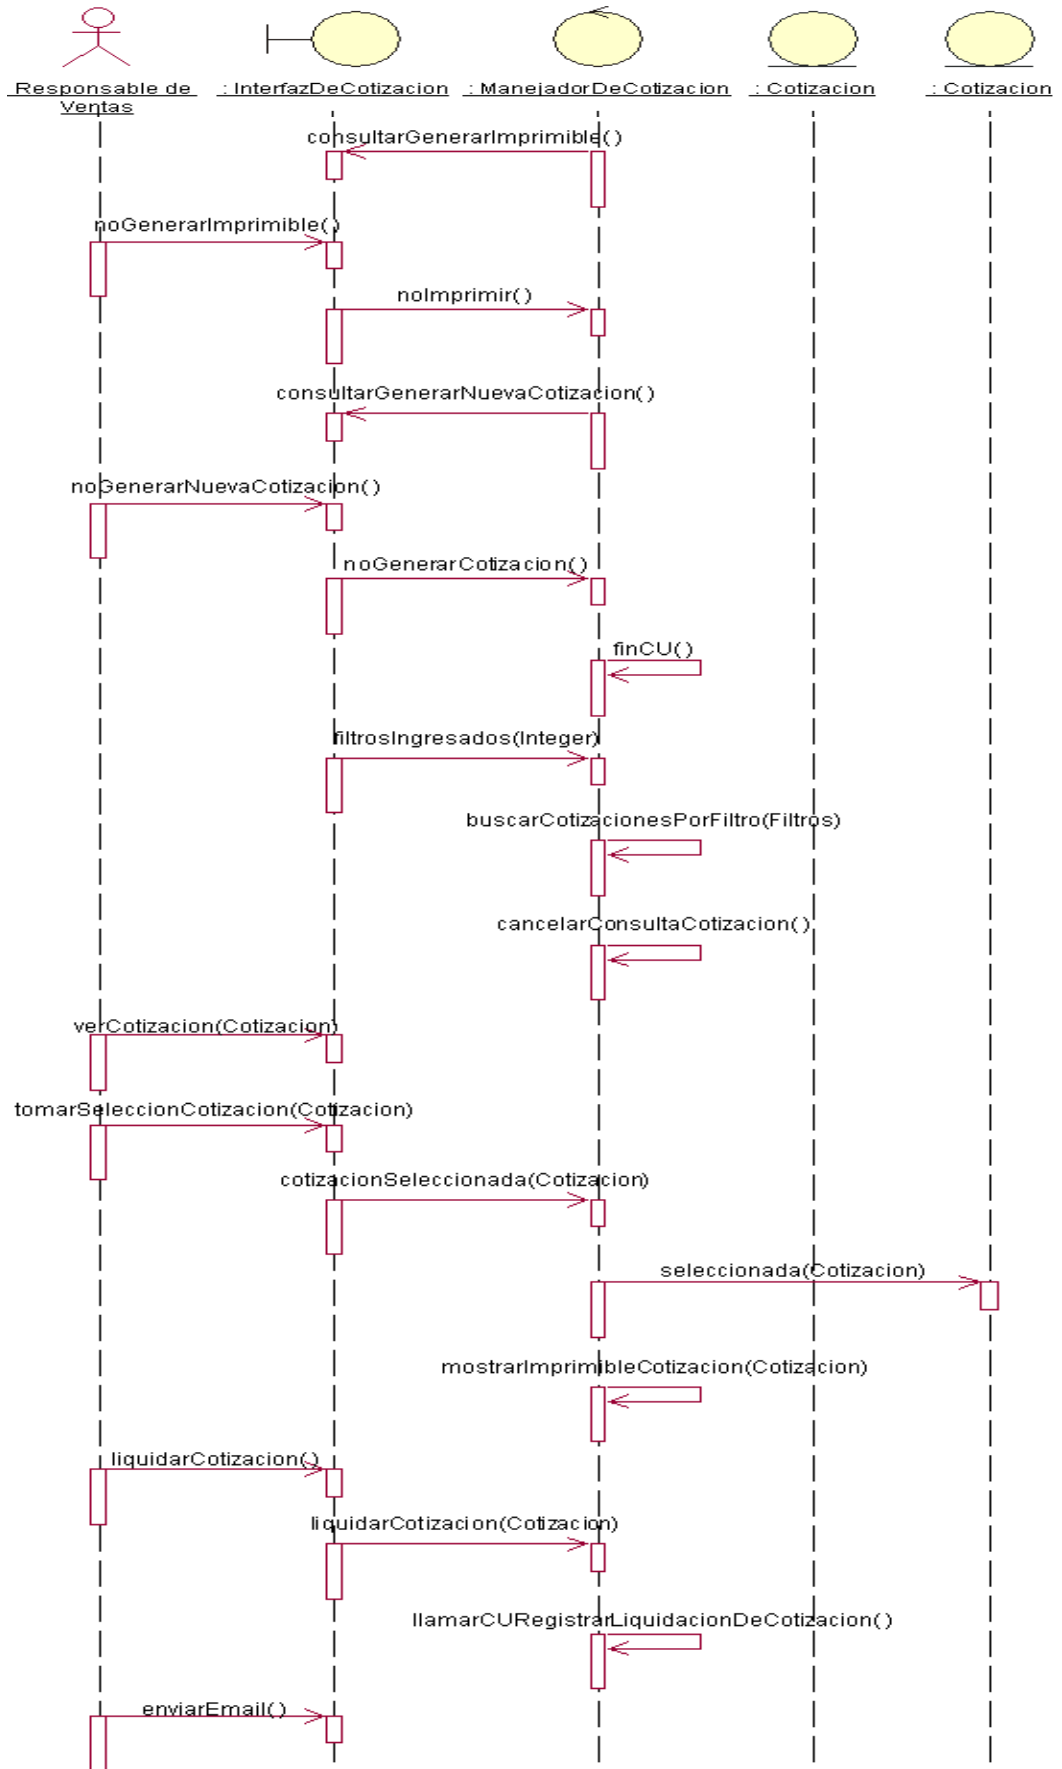 : Responsable de
Ventas
: InterfazDeCotizacion
: ManejadorDeCotizacion
: Cotizacion
: Cotizacion
consultarGenerarImprimible()
noGenerarImprimible()
noImprimir()
consultarGenerarNuevaCotizacion()
noGenerarNuevaCotizacion()
noGenerarCotizacion()
finCU()
filtrosIngresados(Integer)
buscarCotizacionesPorFiltro(Filtros)
cancelarConsultaCotizacion()
verCotizacion(Cotizacion)
tomarSeleccionCotizacion(Cotizacion)
cotizacionSeleccionada(Cotizacion)
seleccionada(Cotizacion)
mostrarImprimibleCotizacion(Cotizacion)
liquidarCotizacion()
liquidarCotizacion(Cotizacion)
llamarCURegistrarLiquidacionDeCotizacion()
enviarEmail()